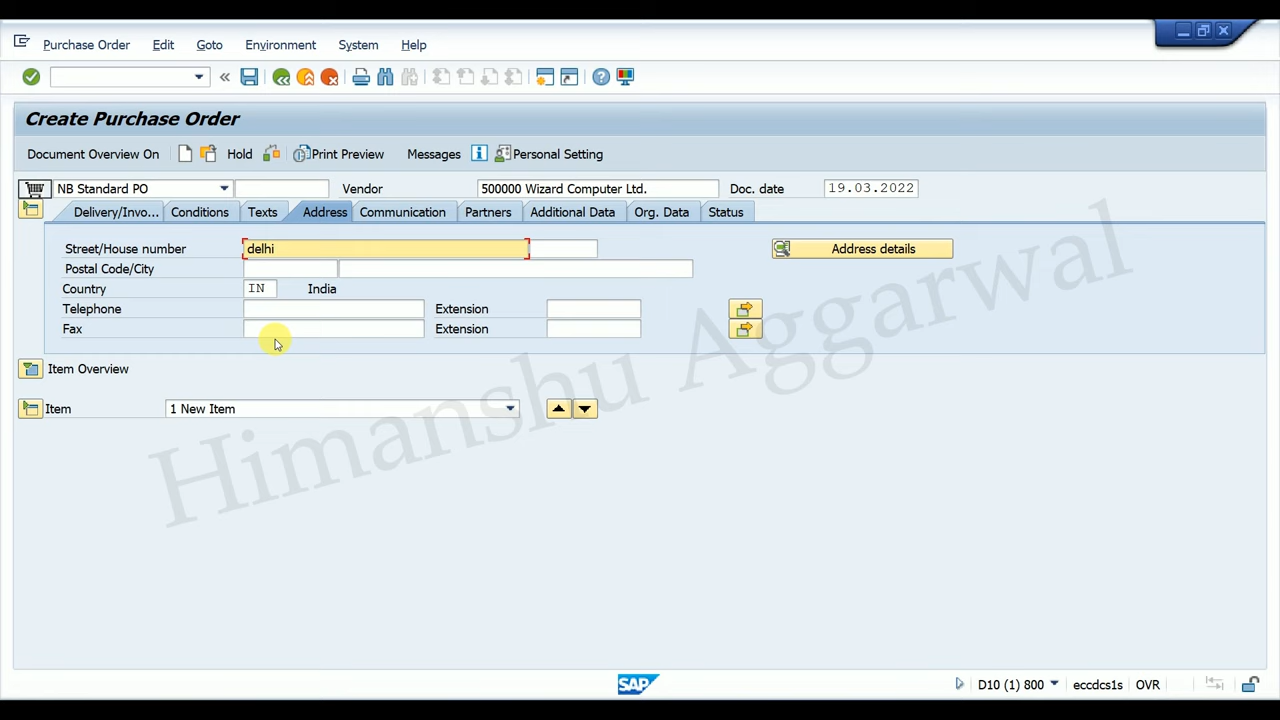 Purchase Order Edit Goto Environment System Help
Create Purchase Order
Document Overview On Hold Print Preview Messages Personal Setting
NB Standard PO Vendor 500000 Wizard Computer Ltd. Doc. date 19.03.2022
Delivery/Invo... Conditions Texts Address Communication Partners Additional Data Org. Data Status
Street/House number delhi Address details
Postal Code/City
Country IN India
Telephone Extension
Fax Extension
Item Overview
Item 1 New Item
Himanshu Aggarwal
SAP D10 (1) 800 eccdcs1s OVR